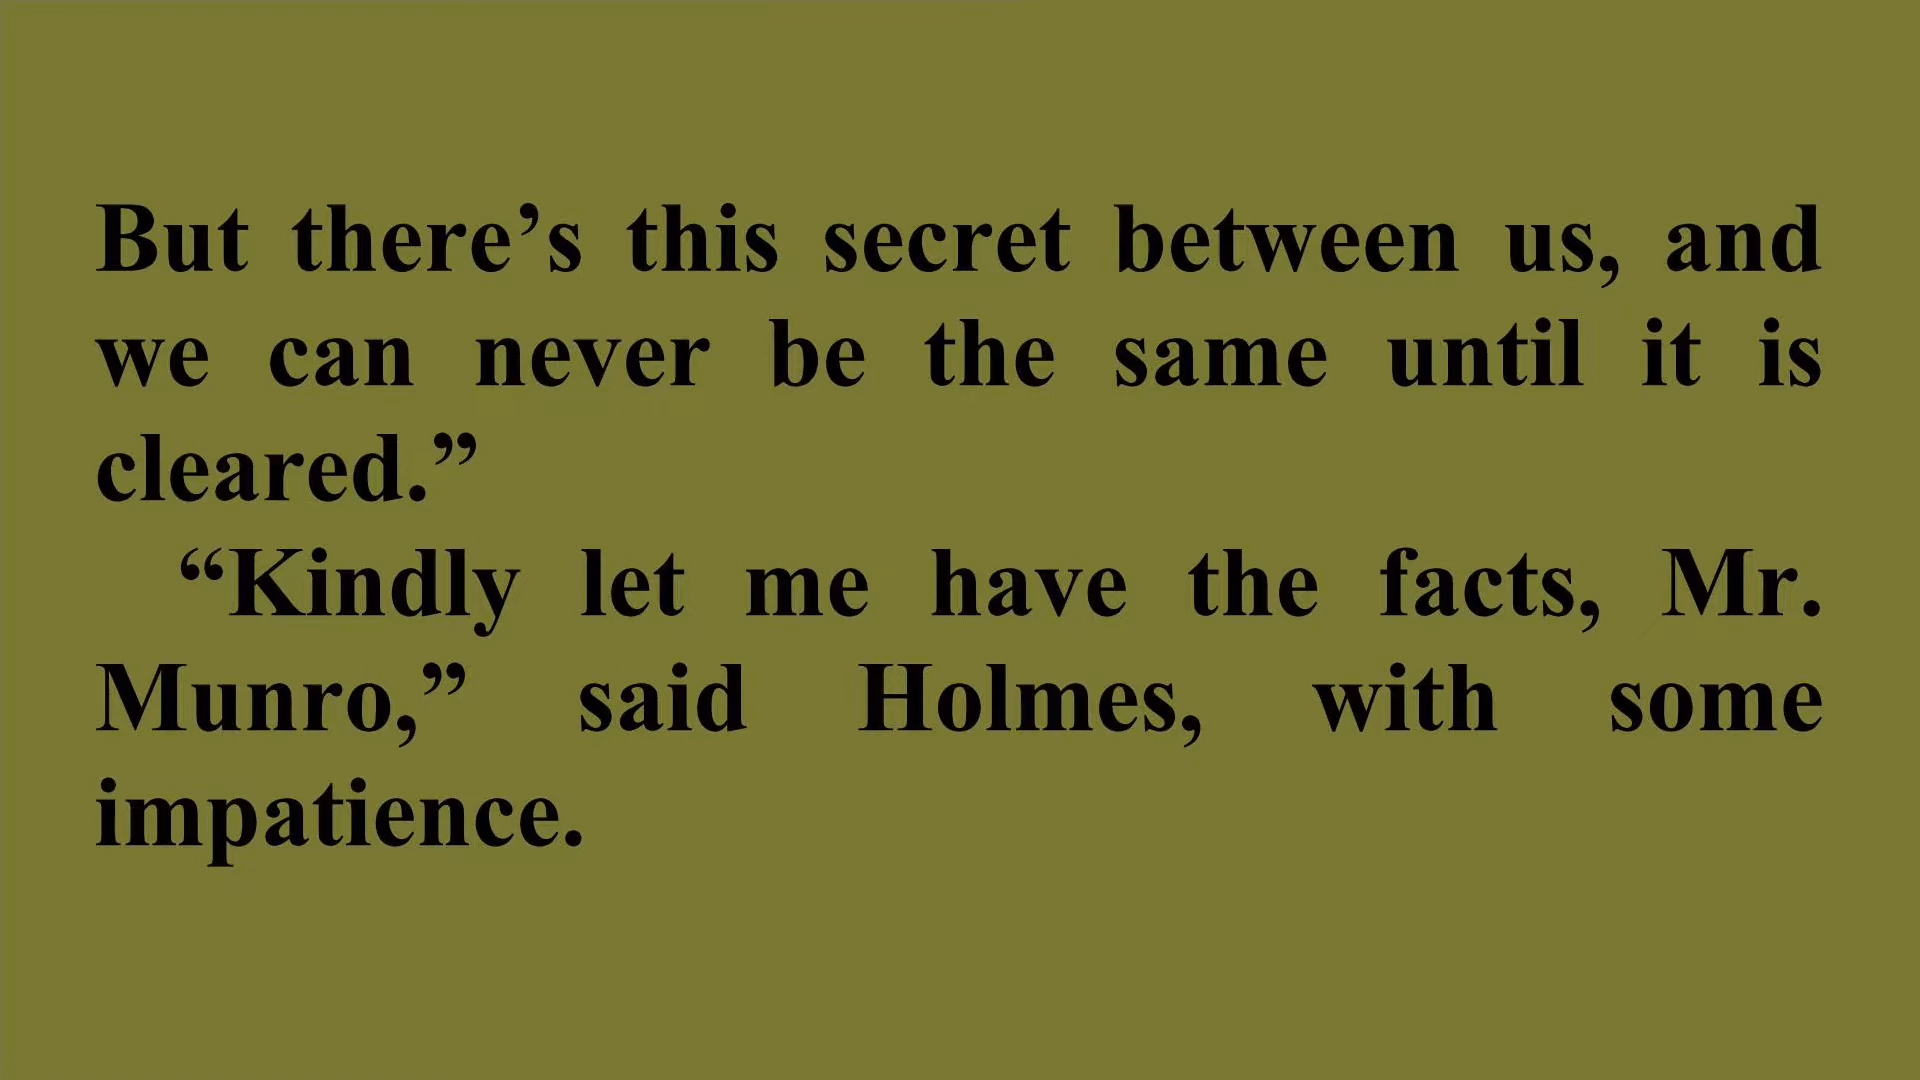 But there’s this secret between us, and
we can never be the same until it is
cleared.”
“Kindly let me have the facts, Mr.
Munro,” said Holmes, with some
impatience.